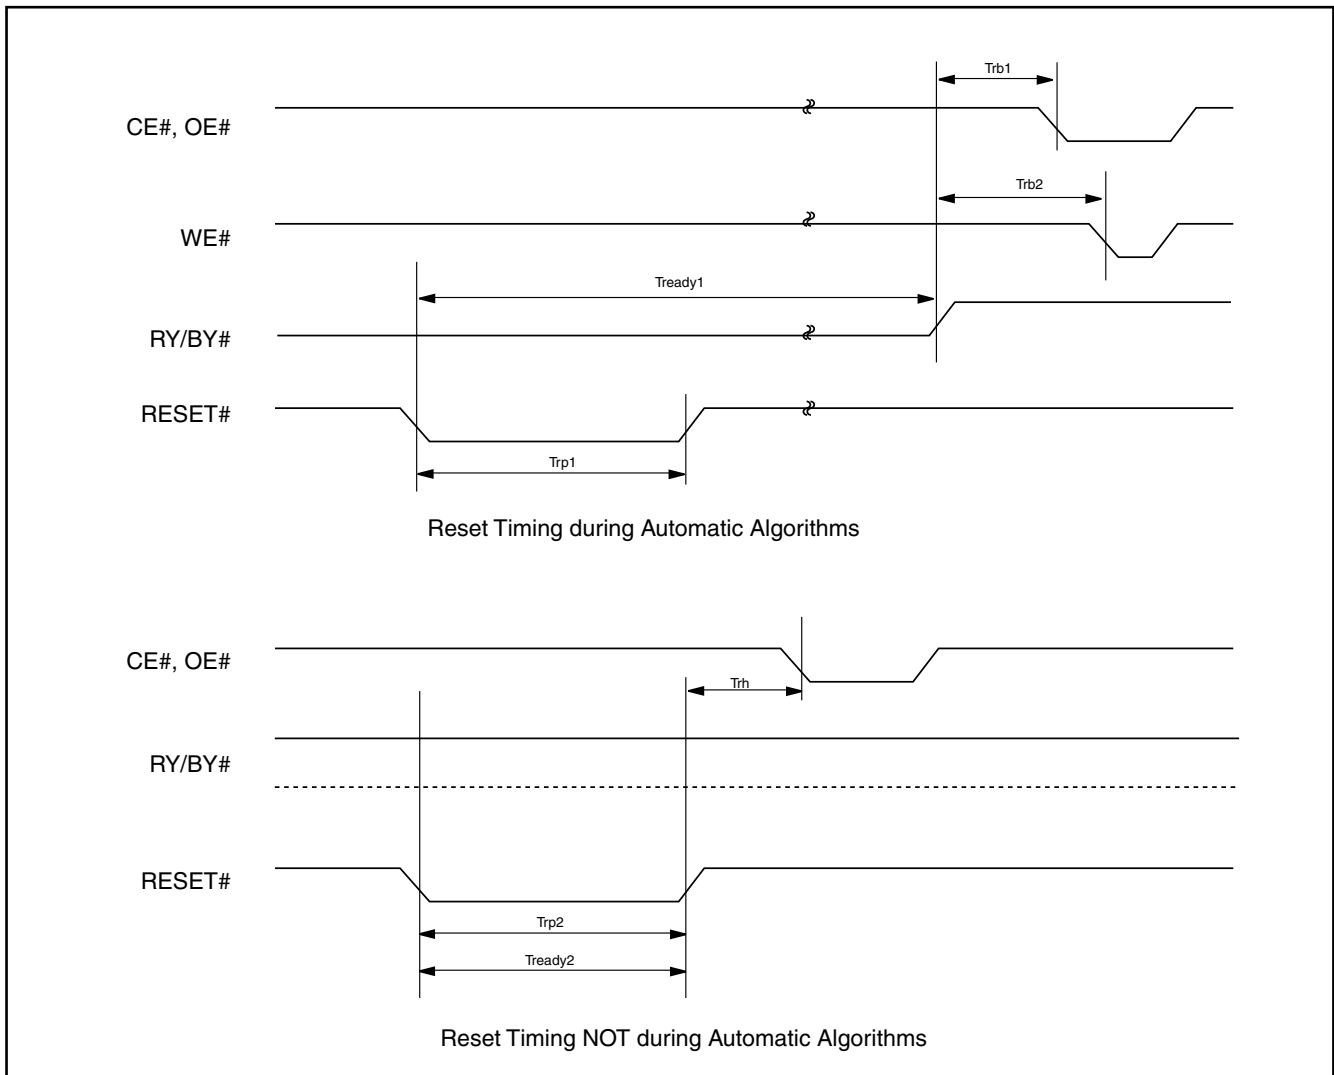 Trb1
CE#, OE#
Trb2
WE#
Tready1
RY/BY#
RESET#
Trp1
Reset Timing during Automatic Algorithms
CE#, OE#
Trh
RY/BY#
RESET#
Trp2
Tready2
Reset Timing NOT during Automatic Algorithms